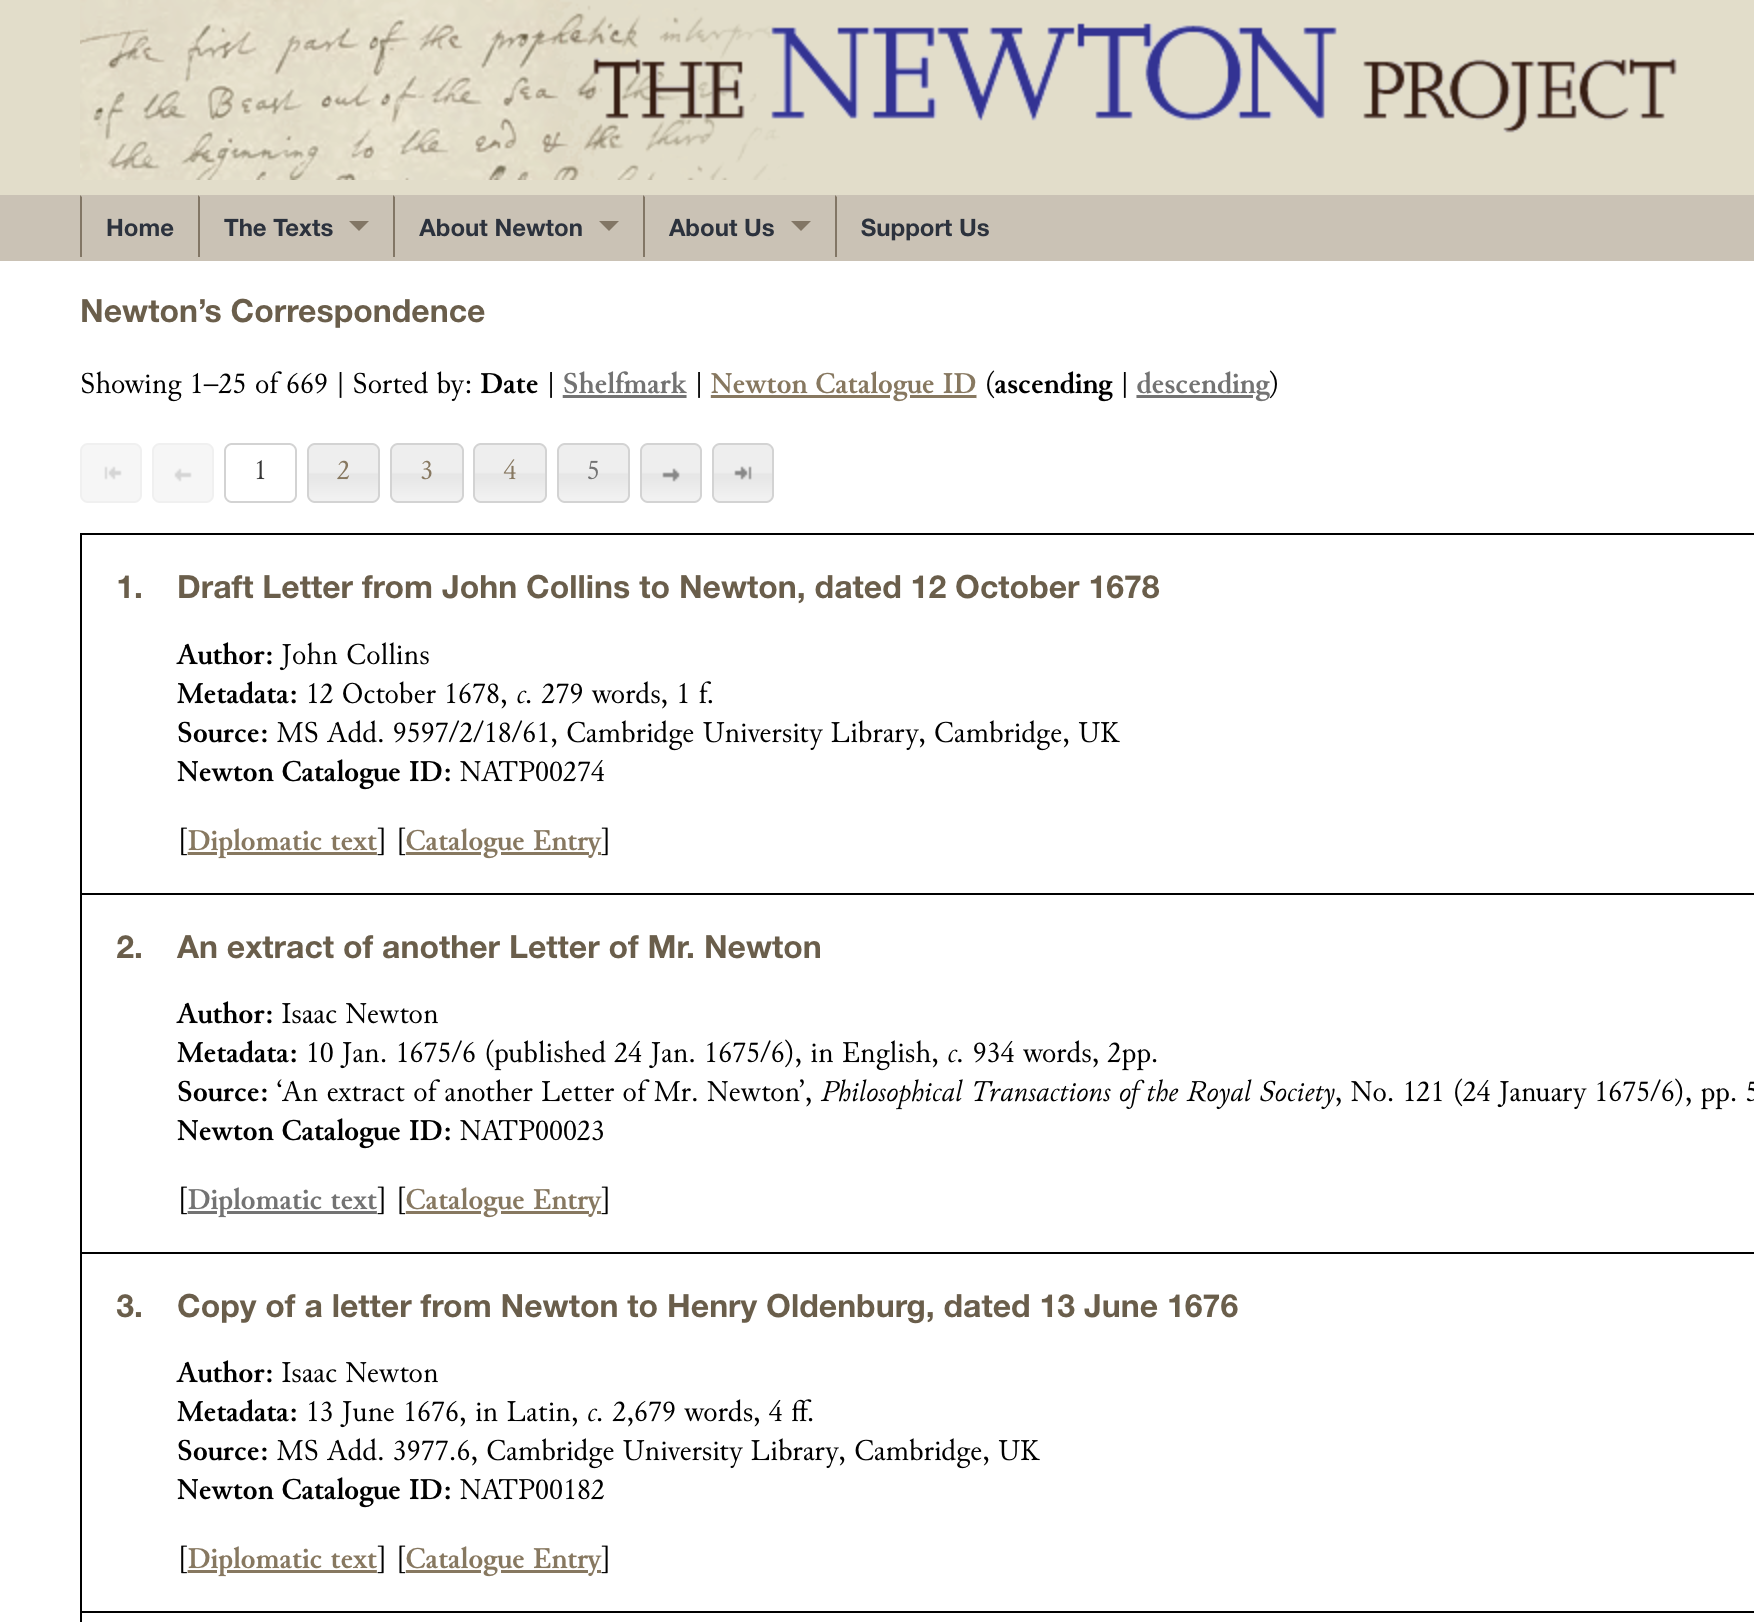 The first part of the prophetick interpr
of the Beast out of the sea to the
the beginning to the end & the third
THE NEWTON PROJECT
Home The Texts About Newton About Us Support Us
Newton’s Correspondence
Showing 1–25 of 669 | Sorted by: Date | Shelfmark | Newton Catalogue ID (ascending | descending)
1 2 3 4 5
1. Draft Letter from John Collins to Newton, dated 12 October 1678
Author: John Collins
Metadata: 12 October 1678, c. 279 words, 1 f.
Source: MS Add. 9597/2/18/61, Cambridge University Library, Cambridge, UK
Newton Catalogue ID: NATP00274
[Diplomatic text] [Catalogue Entry]
2. An extract of another Letter of Mr. Newton
Author: Isaac Newton
Metadata: 10 Jan. 1675/6 (published 24 Jan. 1675/6), in English, c. 934 words, 2pp.
Source: ‘An extract of another Letter of Mr. Newton’, Philosophical Transactions of the Royal Society, No. 121 (24 January 1675/6), pp. 5
Newton Catalogue ID: NATP00023
[Diplomatic text] [Catalogue Entry]
3. Copy of a letter from Newton to Henry Oldenburg, dated 13 June 1676
Author: Isaac Newton
Metadata: 13 June 1676, in Latin, c. 2,679 words, 4 ff.
Source: MS Add. 3977.6, Cambridge University Library, Cambridge, UK
Newton Catalogue ID: NATP00182
[Diplomatic text] [Catalogue Entry]